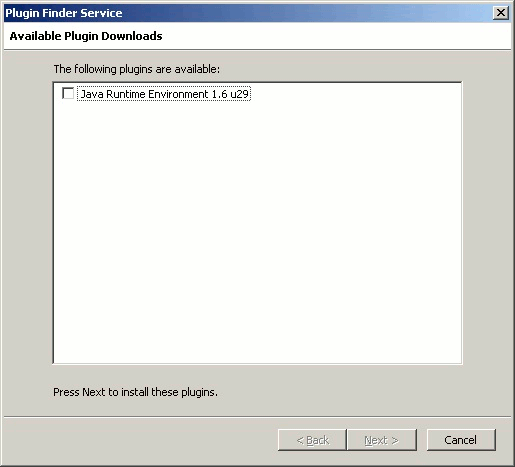 Plugin Finder Service
Available Plugin Downloads
The following plugins are available:
Java Runtime Environment 1.6 u29
Press Next to install these plugins.
< Back Next > Cancel